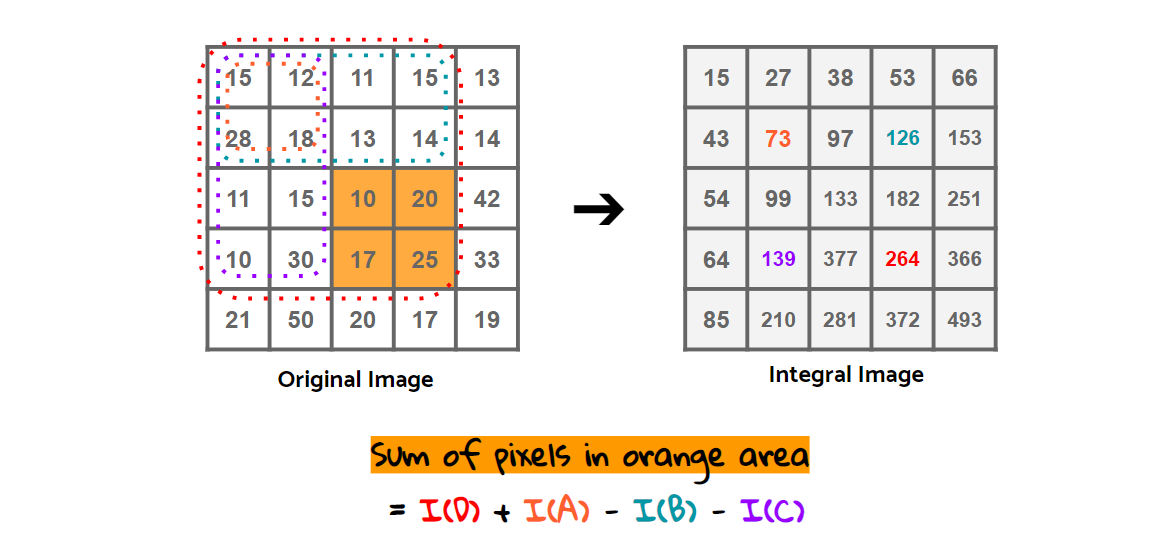 15 12 11 15 13
28 18 13 14 14
11 15 10 20 42
10 30 17 25 33
21 50 20 17 19
Original Image
15 27 38 53 66
43 73 97 126 153
54 99 133 182 251
64 139 377 264 366
85 210 281 372 493
Integral Image
Sum of pixels in orange area
= I(D) + I(A) - I(B) - I(C)